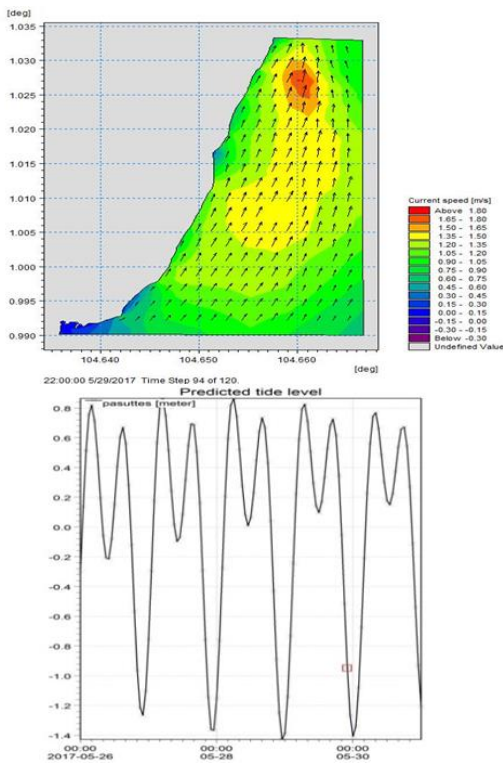 [deg]
1.035
1.030
1.025
1.020
1.015
1.010
1.005
1.000
0.995
0.990
104.640 104.650 104.660
[deg]
Current speed [m/s]
Above 1.80
1.65 - 1.80
1.50 - 1.65
1.35 - 1.50
1.20 - 1.35
1.05 - 1.20
0.90 - 1.05
0.75 - 0.90
0.60 - 0.75
0.45 - 0.60
0.30 - 0.45
0.15 - 0.30
0.00 - 0.15
-0.15 - 0.00
-0.30 - -0.15
Below -0.30
Undefined Value
22:00:00 5/29/2017 Time Step 94 of 120.
Predicted tide level
pasuttes [meter]
0.8
0.6
0.4
0.2
0.0
-0.2
-0.4
-0.6
-0.8
-1.0
-1.2
-1.4
00:00 00:00 00:00
2017-05-26 05-28 05-30